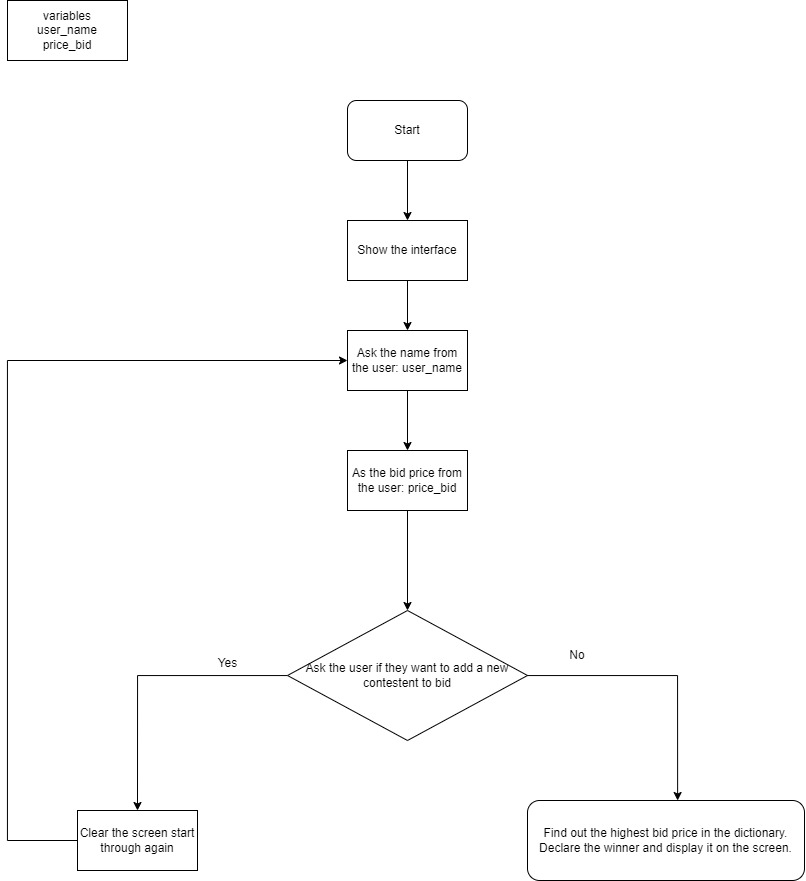 variables
user_name
price_bid
Start
Show the interface
Ask the name from
the user: user_name
As the bid price from
the user: price_bid
Ask the user if they want to add a new
contestent to bid
Yes
No
Clear the screen start
through again
Find out the highest bid price in the dictionary.
Declare the winner and display it on the screen.